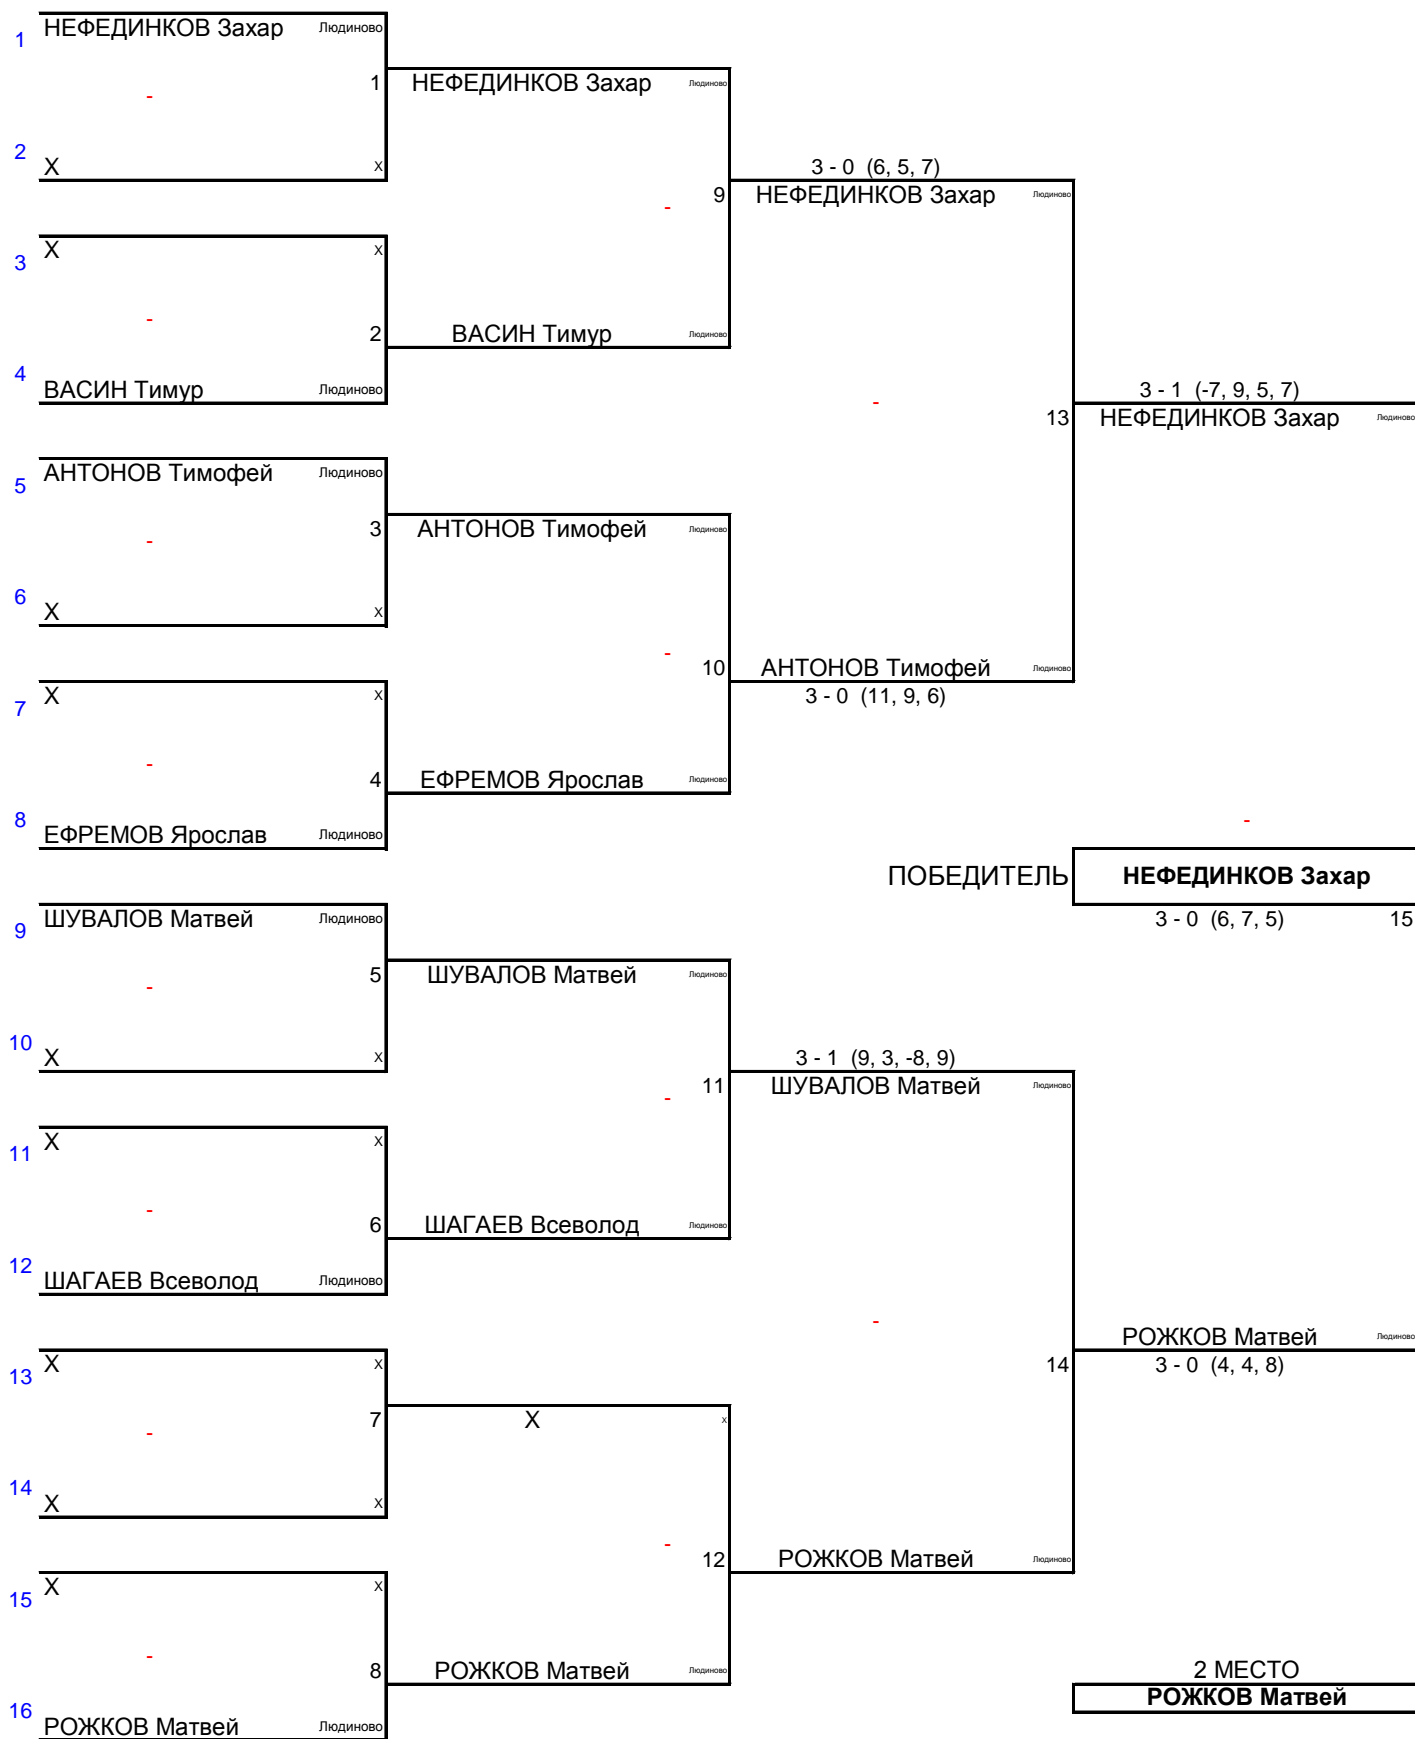 1 НЕФЕДИНКОВ Захар Людиново
1 НЕФЕДИНКОВ Захар Людиново
-
2 X X
3 - 0 (6, 5, 7)
9 НЕФЕДИНКОВ Захар Людиново
-
3 X X
-
2 ВАСИН Тимур Людиново
4 ВАСИН Тимур Людиново
3 - 1 (-7, 9, 5, 7)
-
13 НЕФЕДИНКОВ Захар Людиново
5 АНТОНОВ Тимофей Людиново
3 АНТОНОВ Тимофей Людиново
-
6 X X
-
10 АНТОНОВ Тимофей Людиново
3 - 0 (11, 9, 6)
7 X X
-
4 ЕФРЕМОВ Ярослав Людиново
8 ЕФРЕМОВ Ярослав Людиново
-
ПОБЕДИТЕЛЬ НЕФЕДИНКОВ Захар
3 - 0 (6, 7, 5) 15
9 ШУВАЛОВ Матвей Людиново
5 ШУВАЛОВ Матвей Людиново
-
10 X X
3 - 1 (9, 3, -8, 9)
11 ШУВАЛОВ Матвей Людиново
-
11 X X
-
6 ШАГАЕВ Всеволод Людиново
12 ШАГАЕВ Всеволод Людиново
-
РОЖКОВ Матвей Людиново
14 3 - 0 (4, 4, 8)
13 X X
7 X X
-
14 X X
-
12 РОЖКОВ Матвей Людиново
15 X X
-
8 РОЖКОВ Матвей Людиново
2 МЕСТО
РОЖКОВ Матвей
16 РОЖКОВ Матвей Людиново